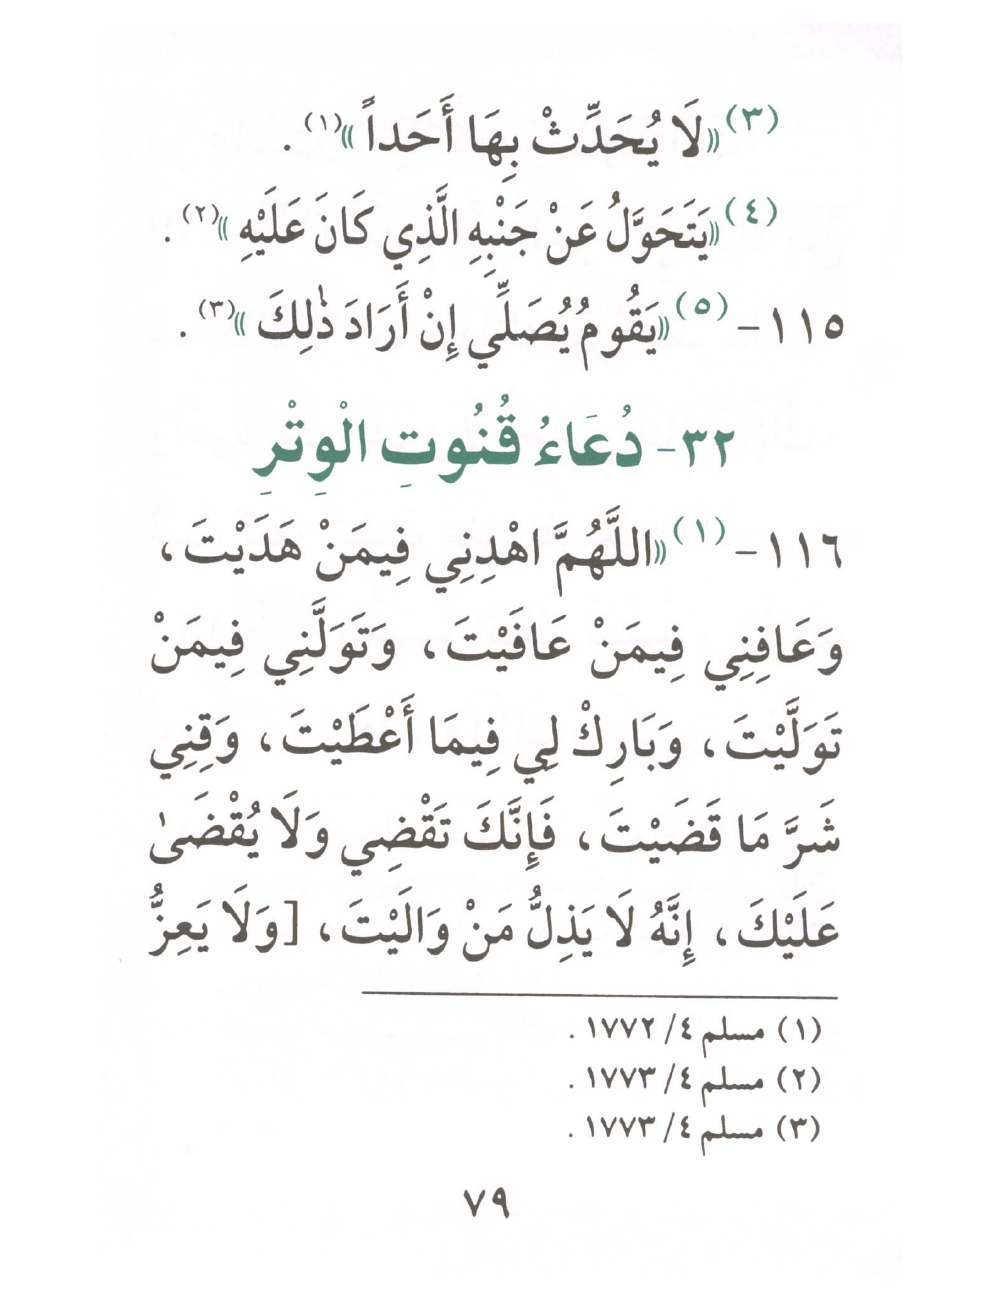 (٣) «لَا يُحَدِّثْ بِهَا أَحَداً»(١) .
(٤) «يَتَحَوَّلُ عَنْ جَنْبِهِ الَّذِي كَانَ عَلَيْهِ»(٢) .
١١٥ – (٥) «يَقُومُ يُصَلِّي إِنْ أَرَادَ ذٰلِكَ»(٣) .
٣٢- دُعَاءُ قُنُوتِ الْوِتْرِ
١١٦ – (١) «اللَّهُمَّ اهْدِنِي فِيمَنْ هَدَيْتَ،
وَعَافِنِي فِيمَنْ عَافَيْتَ، وَتَوَلَّنِي فِيمَنْ
تَوَلَّيْتَ، وَبَارِكْ لِي فِيمَا أَعْطَيْتَ، وَقِنِي
شَرَّ مَا قَضَيْتَ، فَإِنَّكَ تَقْضِي وَلَا يُقْضَىٰ
عَلَيْكَ، إِنَّهُ لَا يَذِلُّ مَنْ وَالَيْتَ، [وَلَا يَعِزُّ
(١) مسلم ٤/ ١٧٧٢ .
(٢) مسلم ٤/ ١٧٧٣ .
(٣) مسلم ٤/ ١٧٧٣ .
٧٩